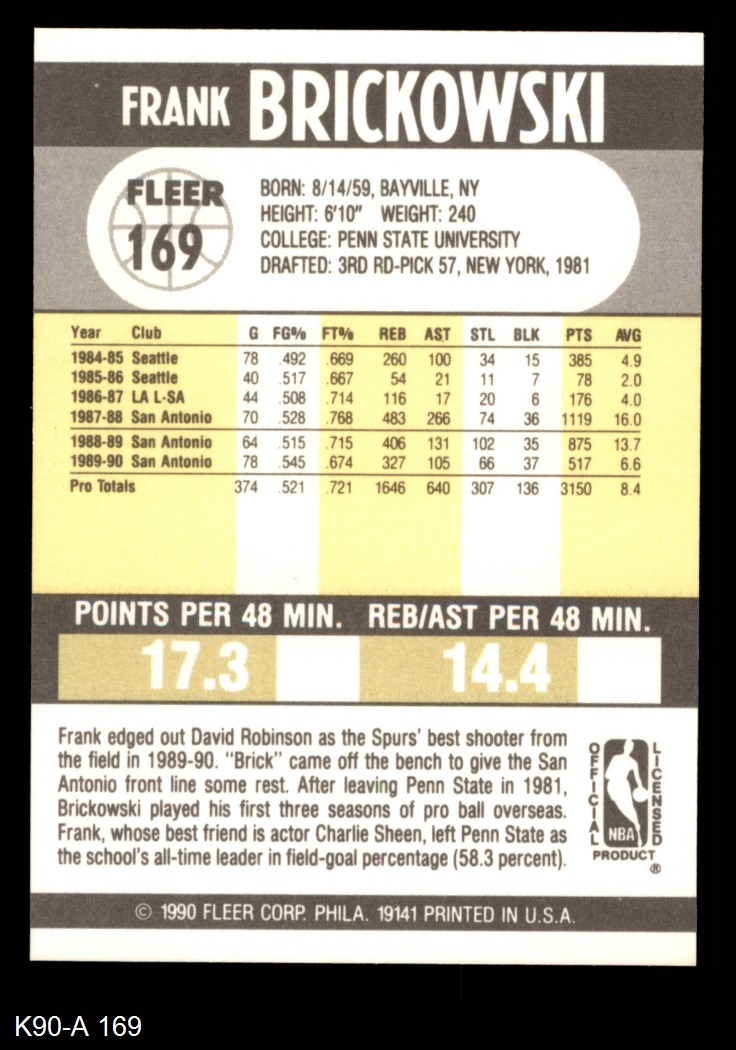 FRANK BRICKOWSKI
FLEER
169
BORN: 8/14/59, BAYVILLE, NY
HEIGHT: 6'10" WEIGHT: 240
COLLEGE: PENN STATE UNIVERSITY
DRAFTED: 3RD RD-PICK 57, NEW YORK, 1981
Year Club G FG% FT% REB AST STL BLK PTS AVG
1984-85 Seattle 78 .492 .669 260 100 34 15 385 4.9
1985-86 Seattle 40 .517 .667 54 21 11 7 78 2.0
1986-87 LA L-SA 44 .508 .714 116 17 20 6 176 4.0
1987-88 San Antonio 70 .528 .768 483 266 74 36 1119 16.0
1988-89 San Antonio 64 .515 .715 406 131 102 35 875 13.7
1989-90 San Antonio 78 .545 .674 327 105 66 37 517 6.6
Pro Totals 374 .521 .721 1646 640 307 136 3150 8.4
POINTS PER 48 MIN. REB/AST PER 48 MIN.
17.3 14.4
Frank edged out David Robinson as the Spurs' best shooter from
the field in 1989-90. "Brick" came off the bench to give the San
Antonio front line some rest. After leaving Penn State in 1981,
Brickowski played his first three seasons of pro ball overseas.
Frank, whose best friend is actor Charlie Sheen, left Penn State as
the school's all-time leader in field-goal percentage (58.3 percent).
OFFICIAL
LICENSED
NBA
PRODUCT
®
© 1990 FLEER CORP. PHILA. 19141 PRINTED IN U.S.A.
K90-A 169